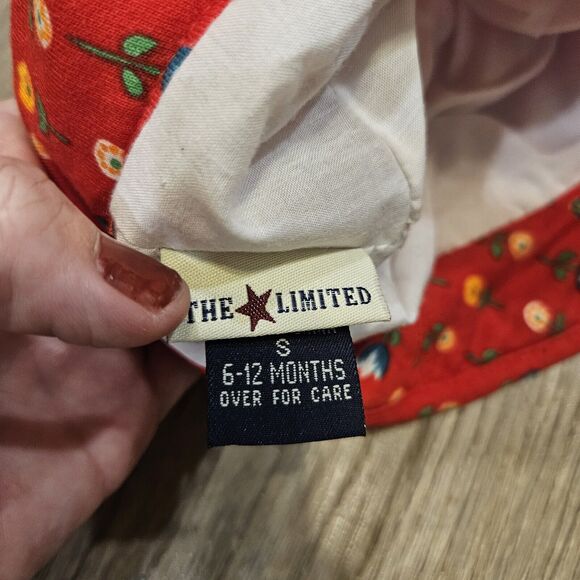 THE LIMITED
S
6-12 MONTHS
OVER FOR CARE